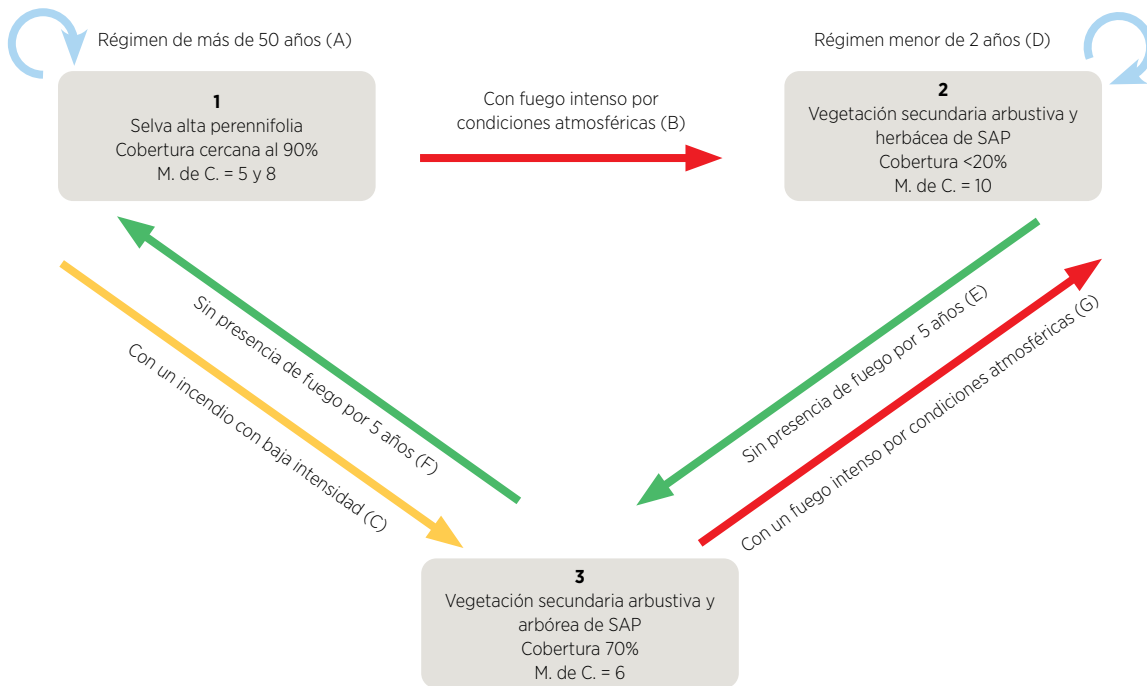 Régimen de más de 50 años (A)
1
Selva alta perennifolia
Cobertura cercana al 90%
M. de C. = 5 y 8
Con fuego intenso por
condiciones atmosféricas (B)
Régimen menor de 2 años (D)
2
Vegetación secundaria arbustiva y
herbácea de SAP
Cobertura <20%
M. de C. = 10
Sin presencia de fuego por 5 años (F)
Con un incendio con baja intensidad (C)
Sin presencia de fuego por 5 años (E)
Con un fuego intenso por condiciones atmosféricas (G)
3
Vegetación secundaria arbustiva y
arbórea de SAP
Cobertura 70%
M. de C. = 6